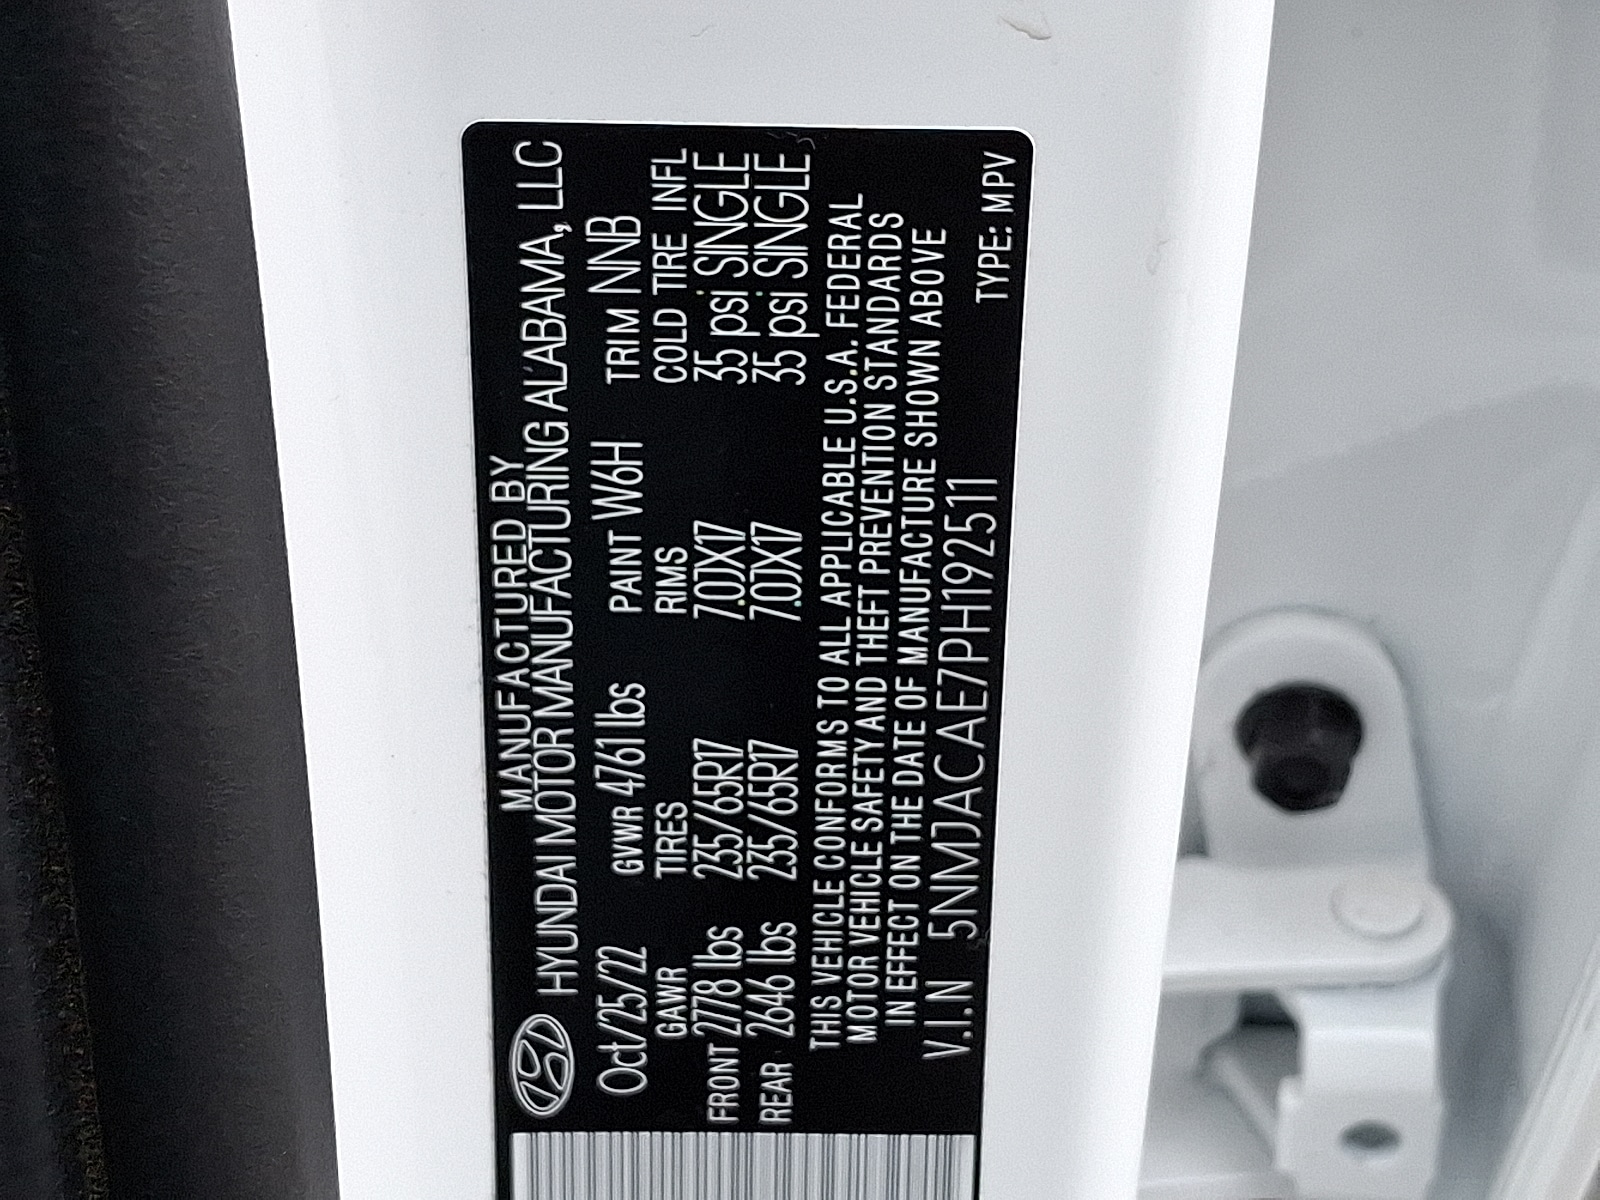 MANUFACTURED BY
HYUNDAI MOTOR MANUFACTURING ALABAMA, LLC
Oct/25/22 GVWR 4761 lbs PAINT W6H TRIM NNB
GAWR TIRES RIMS COLD TIRE INFL
FRONT 2778 lbs 235/65R17 7.0JX17 35 psi SINGLE
REAR 2646 lbs 235/65R17 7.0JX17 35 psi SINGLE
THIS VEHICLE CONFORMS TO ALL APPLICABLE U.S.A. FEDERAL
MOTOR VEHICLE SAFETY AND THEFT PREVENTION STANDARDS
IN EFFECT ON THE DATE OF MANUFACTURE SHOWN ABOVE
V.I.N 5NMJACAE7PH192511 TYPE: MPV